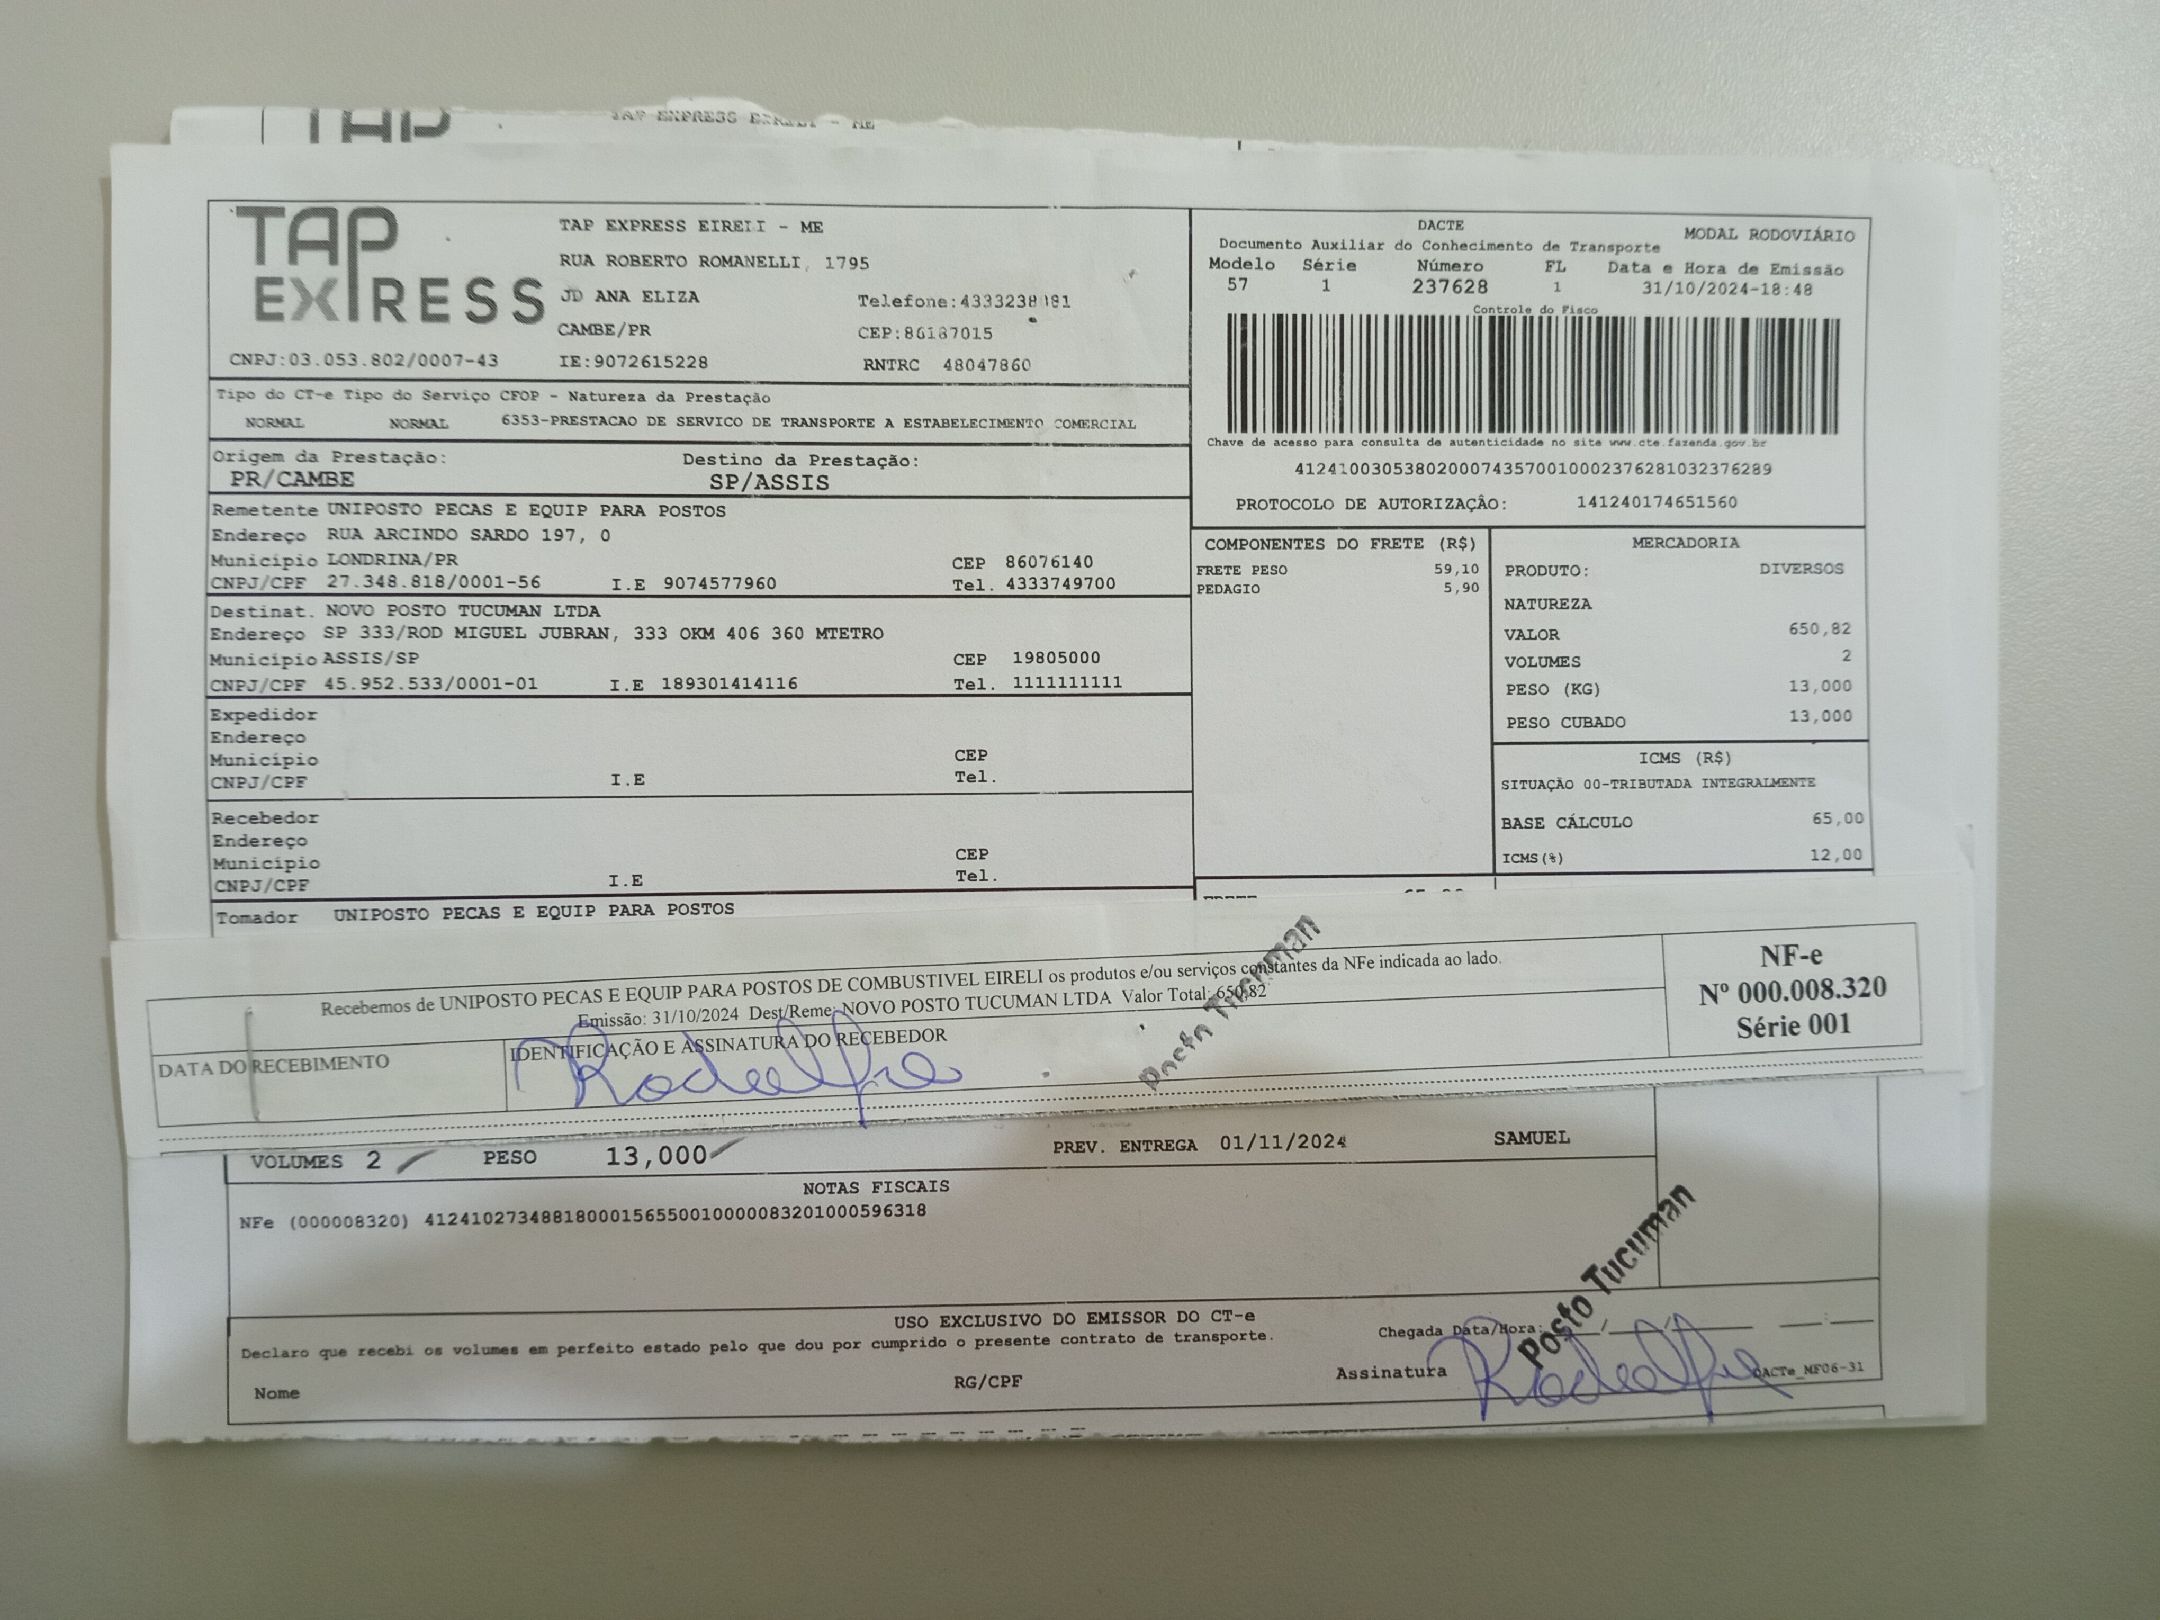 TAP EXPRESS EIRELI - ME
TAP
TAP EXPRESS
TAP EXPRESS EIRELI - ME
RUA ROBERTO ROMANELLI, 1795
JD ANA ELIZA
Telefone:4333238181
CAMBE/PR
CEP:86187015
CNPJ:03.053.802/0007-43
IE:9072615228
RNTRC 48047860
DACTE
MODAL RODOVIÁRIO
Documento Auxiliar do Conhecimento de Transporte
Modelo Série Número FL Data e Hora de Emissão
57 1 237628 1 31/10/2024-18:48
Controle do Fisco
Chave de acesso para consulta de autenticidade no site www.cte.fazenda.gov.br
41241003053802000743570010002376281032376289
PROTOCOLO DE AUTORIZAÇÂO: 141240174651560
Tipo do CT-e Tipo do Serviço CFOP - Natureza da Prestação
NORMAL NORMAL 6353-PRESTACAO DE SERVICO DE TRANSPORTE A ESTABELECIMENTO COMERCIAL
Origem da Prestação: Destino da Prestação:
PR/CAMBE SP/ASSIS
Remetente UNIPOSTO PECAS E EQUIP PARA POSTOS
Endereço RUA ARCINDO SARDO 197, 0
Município LONDRINA/PR CEP 86076140
CNPJ/CPF 27.348.818/0001-56 I.E 9074577960 Tel. 4333749700
Destinat. NOVO POSTO TUCUMAN LTDA
Endereço SP 333/ROD MIGUEL JUBRAN, 333 OKM 406 360 MTETRO
Município ASSIS/SP CEP 19805000
CNPJ/CPF 45.952.533/0001-01 I.E 189301414116 Tel. 1111111111
Expedidor
Endereço
Município CEP
CNPJ/CPF I.E Tel.
Recebedor
Endereço
Município CEP
CNPJ/CPF I.E Tel.
Tomador UNIPOSTO PECAS E EQUIP PARA POSTOS
COMPONENTES DO FRETE (R$)
FRETE PESO 59,10
PEDAGIO 5,90
MERCADORIA
PRODUTO: DIVERSOS
NATUREZA
VALOR 650,82
VOLUMES 2
PESO (KG) 13,000
PESO CUBADO 13,000
ICMS (R$)
SITUAÇÃO 00-TRIBUTADA INTEGRALMENTE
BASE CÁLCULO 65,00
ICMS(%) 12,00
Recebemos de UNIPOSTO PECAS E EQUIP PARA POSTOS DE COMBUSTIVEL EIRELI os produtos e/ou serviços constantes da NFe indicada ao lado.
Emissão: 31/10/2024 Dest/Reme: NOVO POSTO TUCUMAN LTDA Valor Total: 650,82
DATA DO RECEBIMENTO
IDENTIFICAÇÃO E ASSINATURA DO RECEBEDOR
Posto Tucuman
NF-e
Nº 000.008.320
Série 001
VOLUMES 2 PESO 13,000 PREV. ENTREGA 01/11/2024 SAMUEL
NOTAS FISCAIS
NFe (000008320) 41241027348818000156550010000083201000596318
USO EXCLUSIVO DO EMISSOR DO CT-e
Declaro que recebi os volumes em perfeito estado pelo que dou por cumprido o presente contrato de transporte.
Chegada Data/Hora: __/__/____ __:__
Nome RG/CPF Assinatura
Posto Tucuman
DACTe_MF06-31